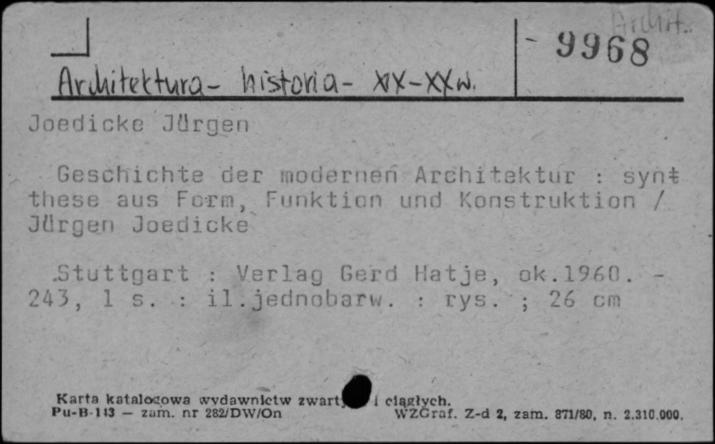 Archit.
- 9968
Architektura - historia - XIX-XXw.
Joedicke Jürgen
Geschichte der modernen Architektur : synt
these aus Form, Funktion und Konstruktion /
Jürgen Joedicke
Stuttgart : Verlag Gerd Hatje, ok.1960. -
243, 1 s. : il.jednobarw. : rys. ; 26 cm
Karta katalogowa wydawnictw zwart i ciągłych.
Pu-B-113 — zam. nr 282/DW/On WZGraf. Z-d 2, zam. 871/80, n. 2.310.000.